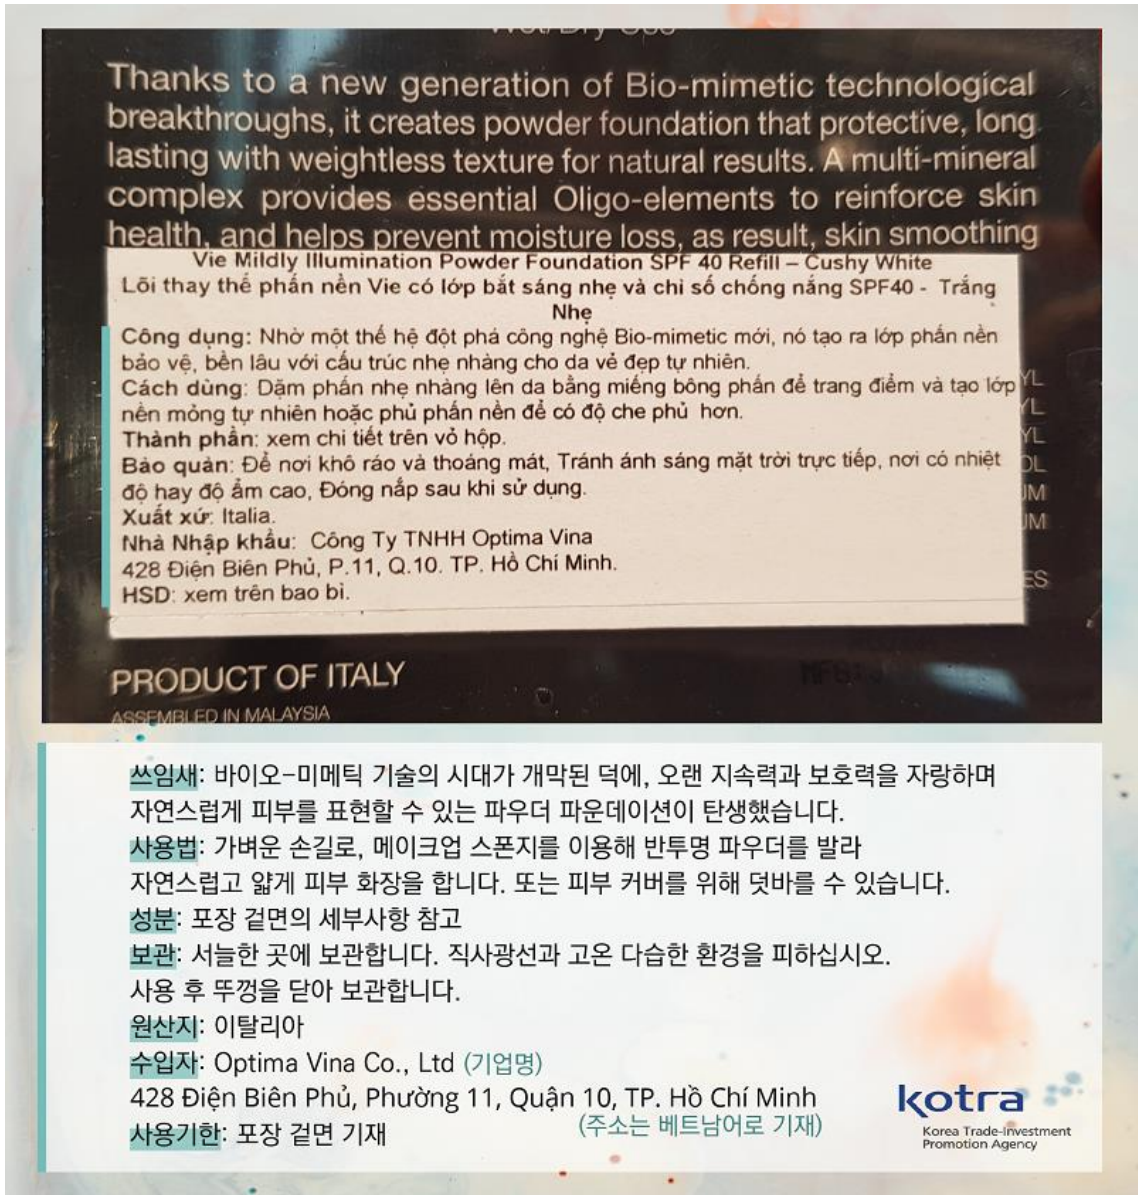 Wet/Dry Use
Thanks to a new generation of Bio-mimetic technological
breakthroughs, it creates powder foundation that protective, long
lasting with weightless texture for natural results. A multi-mineral
complex provides essential Oligo-elements to reinforce skin
health, and helps prevent moisture loss, as result, skin smoothing
Vie Mildly Illumination Powder Foundation SPF 40 Refill – Cushy White
Lõi thay thế phấn nền Vie có lớp bắt sáng nhẹ và chỉ số chống nắng SPF40 - Trắng
Nhẹ
Công dụng: Nhờ một thế hệ đột phá công nghệ Bio-mimetic mới, nó tạo ra lớp phấn nền
bảo vệ, bền lâu với cấu trúc nhẹ nhàng cho da vẻ đẹp tự nhiên.
Cách dùng: Dặm phấn nhẹ nhàng lên da bằng miếng bông phấn để trang điểm và tạo lớp
nền mỏng tự nhiên hoặc phủ phấn nền để có độ che phủ hơn.
Thành phần: xem chi tiết trên vỏ hộp.
Bảo quản: Để nơi khô ráo và thoáng mát, Tránh ánh sáng mặt trời trực tiếp, nơi có nhiệt
độ hay độ ẩm cao, Đóng nắp sau khi sử dụng.
Xuất xứ: Italia.
Nhà Nhập khẩu: Công Ty TNHH Optima Vina
428 Điện Biên Phủ, P.11, Q.10. TP. Hồ Chí Minh.
HSD: xem trên bao bì.
YL
YL
YL
OL
UM
UM
ES
PRODUCT OF ITALY
ASSEMBLED IN MALAYSIA
쓰임새: 바이오-미메틱 기술의 시대가 개막된 덕에, 오랜 지속력과 보호력을 자랑하며
자연스럽게 피부를 표현할 수 있는 파우더 파운데이션이 탄생했습니다.
사용법: 가벼운 손길로, 메이크업 스폰지를 이용해 반투명 파우더를 발라
자연스럽고 얇게 피부 화장을 합니다. 또는 피부 커버를 위해 덧바를 수 있습니다.
성분: 포장 겉면의 세부사항 참고
보관: 서늘한 곳에 보관합니다. 직사광선과 고온 다습한 환경을 피하십시오.
사용 후 뚜껑을 닫아 보관합니다.
원산지: 이탈리아
수입자: Optima Vina Co., Ltd (기업명)
428 Điện Biên Phủ, Phường 11, Quận 10, TP. Hồ Chí Minh
(주소는 베트남어로 기재)
사용기한: 포장 겉면 기재
kotra
Korea Trade-Investment
Promotion Agency